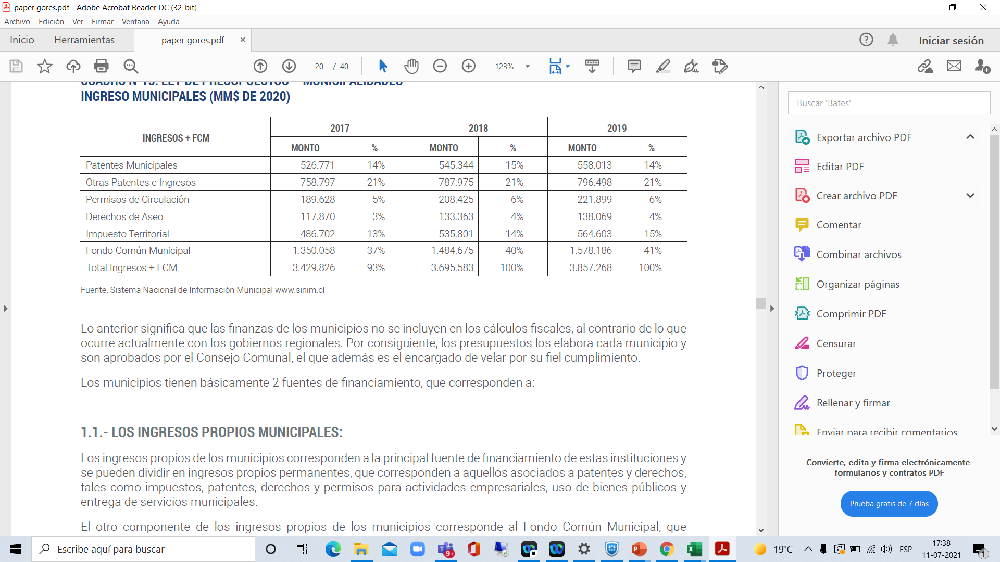 paper gores.pdf - Adobe Acrobat Reader DC (32-bit)
Archivo Edición Ver Firmar Ventana Ayuda
Inicio Herramientas paper gores.pdf × Iniciar sesión
20 / 40 123%
CUADRO N°13: LEY DE PRESUPUESTOS – MUNICIPALIDADES
INGRESO MUNICIPALES (MM$ DE 2020)
INGRESOS + FCM 2017 2018 2019
MONTO % MONTO % MONTO %
Patentes Municipales 526.771 14% 545.344 15% 558.013 14%
Otras Patentes e Ingresos 758.797 21% 787.975 21% 796.498 21%
Permisos de Circulación 189.628 5% 208.425 6% 221.899 6%
Derechos de Aseo 117.870 3% 133.363 4% 138.069 4%
Impuesto Territorial 486.702 13% 535.801 14% 564.603 15%
Fondo Común Municipal 1.350.058 37% 1.484.675 40% 1.578.186 41%
Total Ingresos + FCM 3.429.826 93% 3.695.583 100% 3.857.268 100%
Fuente: Sistema Nacional de Información Municipal www.sinim.cl
Lo anterior significa que las finanzas de los municipios no se incluyen en los cálculos fiscales, al contrario de lo que
ocurre actualmente con los gobiernos regionales. Por consiguiente, los presupuestos los elabora cada municipio y
son aprobados por el Consejo Comunal, el que además es el encargado de velar por su fiel cumplimiento.
Los municipios tienen básicamente 2 fuentes de financiamiento, que corresponden a:
1.1.- LOS INGRESOS PROPIOS MUNICIPALES:
Los ingresos propios de los municipios corresponden a la principal fuente de financiamiento de estas instituciones y
se pueden dividir en ingresos propios permanentes, que corresponden a aquellos asociados a patentes y derechos,
tales como impuestos, patentes, derechos y permisos para actividades empresariales, uso de bienes públicos y
entrega de servicios municipales.
El otro componente de los ingresos propios de los municipios corresponde al Fondo Común Municipal, que
Buscar 'Bates'
Exportar archivo PDF
Editar PDF
Crear archivo PDF
Comentar
Combinar archivos
Organizar páginas
Comprimir PDF
Censurar
Proteger
Rellenar y firmar
Enviar para recibir comentarios
Convierte, edita y firma electrónicamente
formularios y contratos PDF
Prueba gratis de 7 días
Escribe aquí para buscar
9+
19°C
ESP
17:38
11-07-2021
1